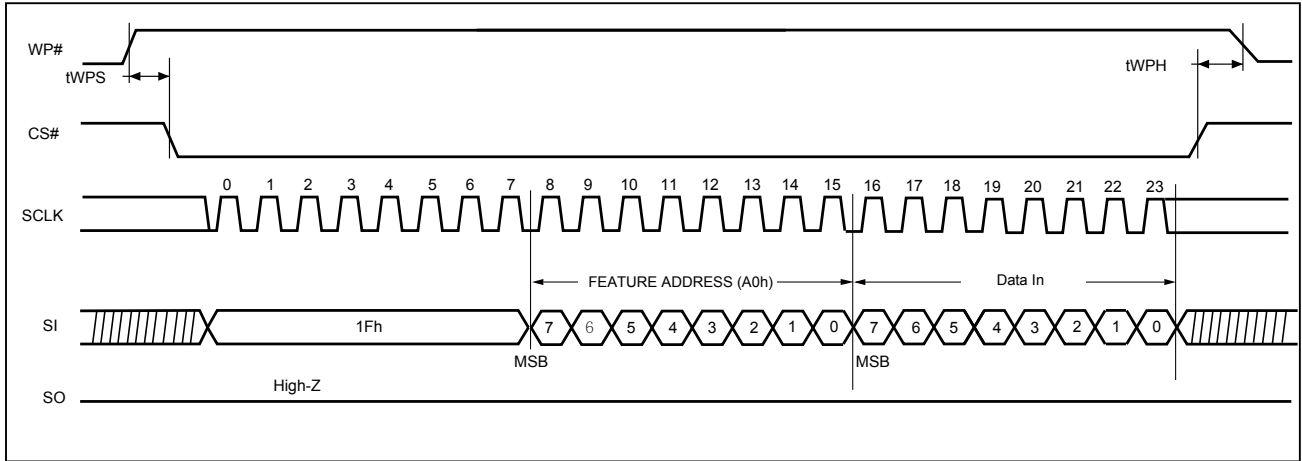 WP#
tWPS
tWPH
CS#
0 1 2 3 4 5 6 7 8 9 10 11 12 13 14 15 16 17 18 19 20 21 22 23
SCLK
FEATURE ADDRESS (A0h)
Data In
SI
1Fh
7 6 5 4 3 2 1 0
7 6 5 4 3 2 1 0
MSB
MSB
High-Z
SO